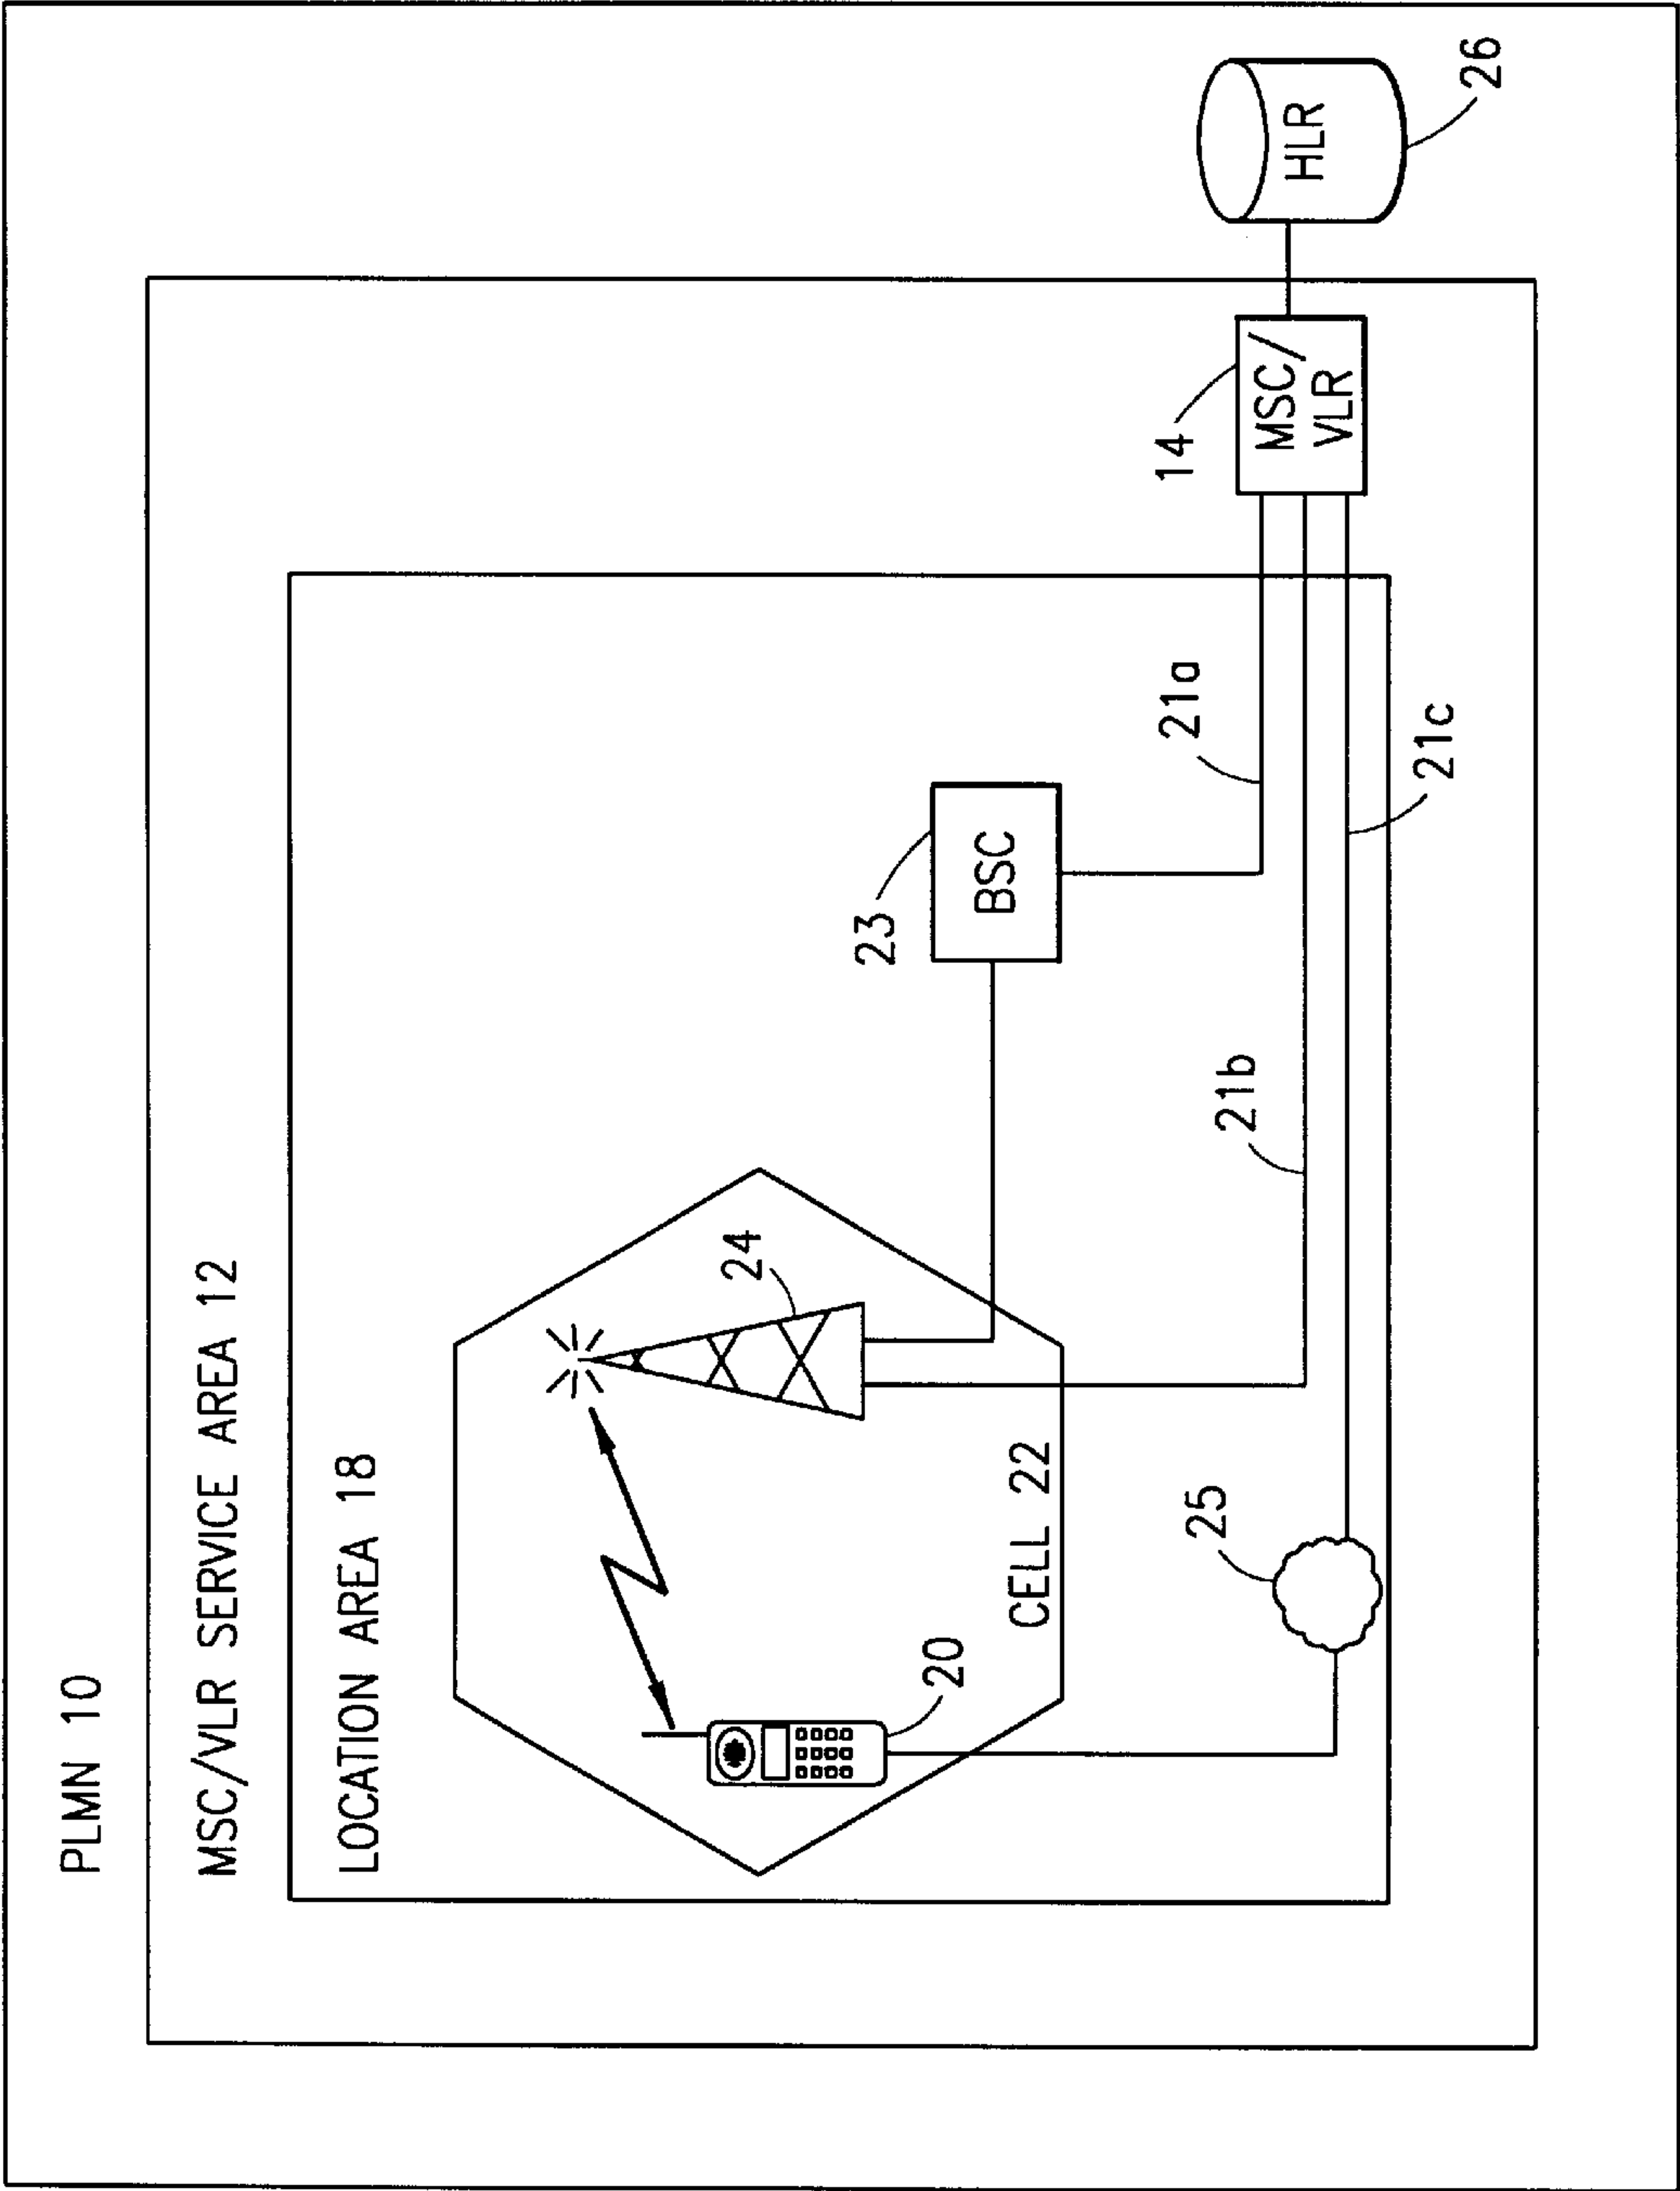 PLMN 10
MSC/VLR SERVICE AREA 12
LOCATION AREA 18
24
20
CELL 22
23
BSC
25
21b
21a
21c
14
MSC/
VLR
HLR
26